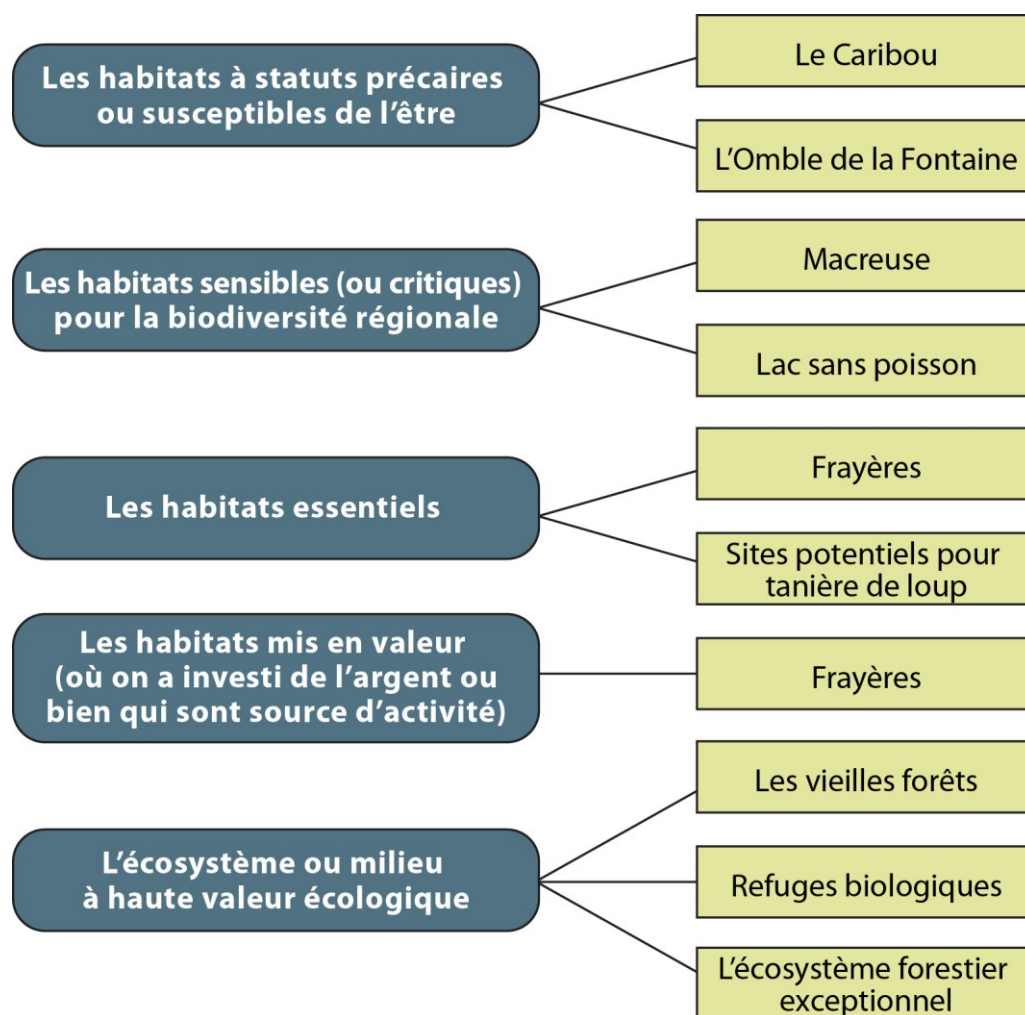 Les habitats à statuts précaires
ou susceptibles de l'être
Le Caribou
L'Omble de la Fontaine
Les habitats sensibles (ou critiques)
pour la biodiversité régionale
Macreuse
Lac sans poisson
Les habitats essentiels
Frayères
Sites potentiels pour
tanière de loup
Les habitats mis en valeur
(où on a investi de l'argent ou
bien qui sont source d'activité)
Frayères
L'écosystème ou milieu
à haute valeur écologique
Les vieilles forêts
Refuges biologiques
L'écosystème forestier
exceptionnel